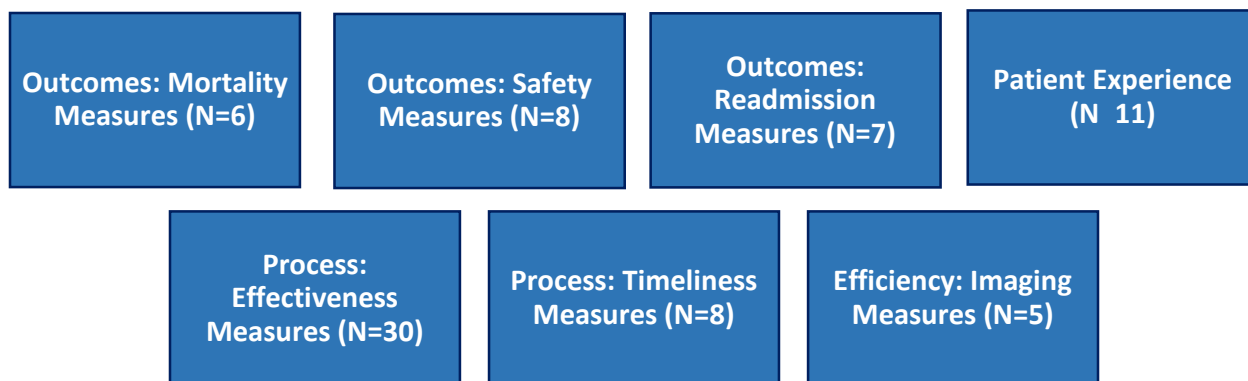 Outcomes: Mortality
Measures (N=6)
Outcomes: Safety
Measures (N=8)
Outcomes:
Readmission
Measures (N=7)
Patient Experience
(N 11)
Process:
Effectiveness
Measures (N=30)
Process: Timeliness
Measures (N=8)
Efficiency: Imaging
Measures (N=5)